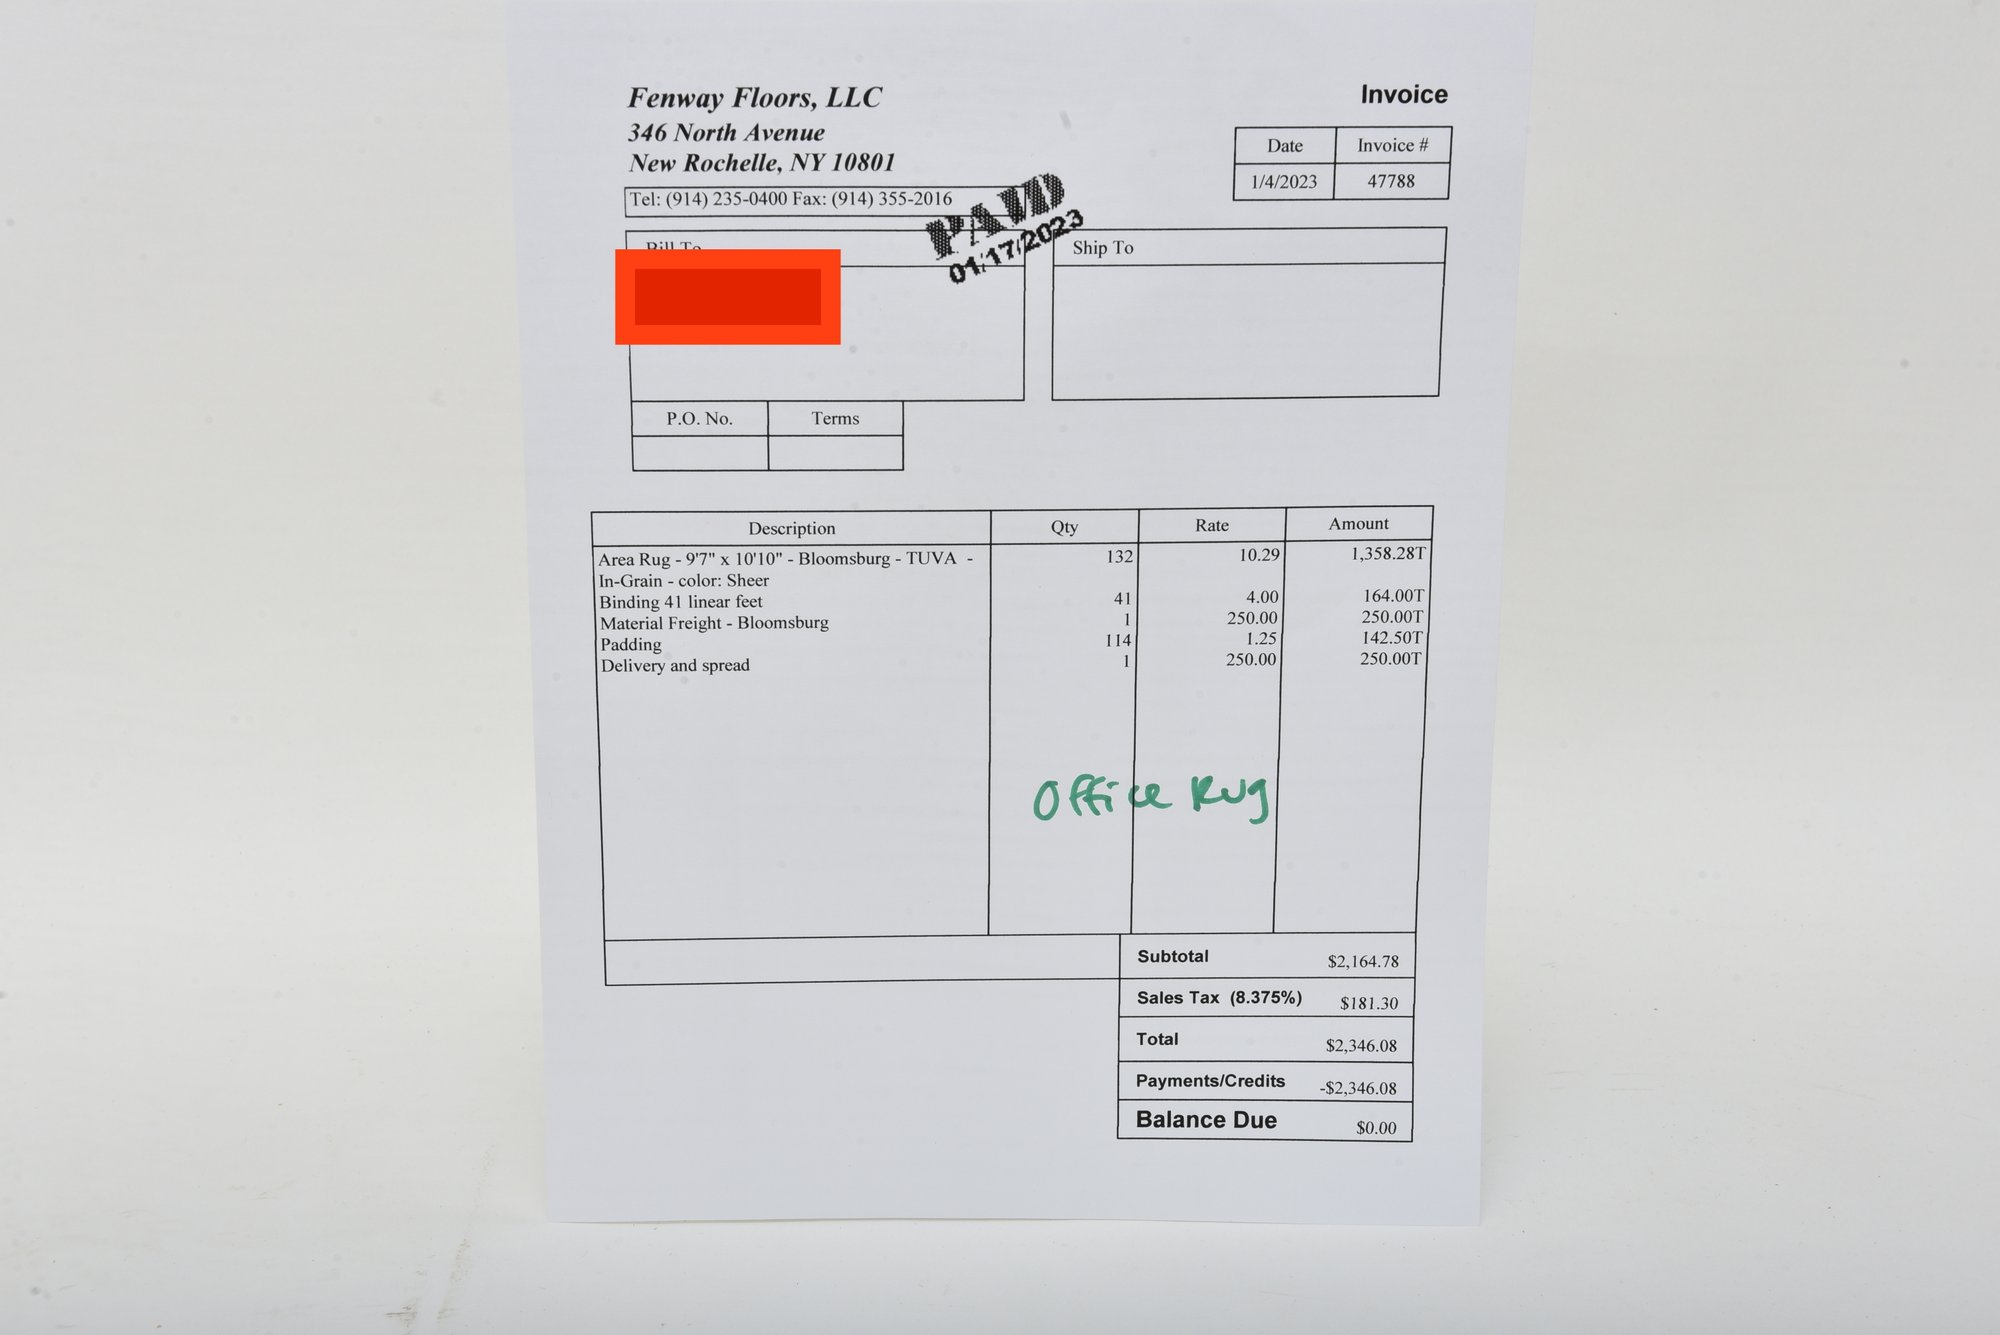 Fenway Floors, LLC
346 North Avenue
New Rochelle, NY 10801
Tel: (914) 235-0400 Fax: (914) 355-2016
Invoice
Date Invoice #
1/4/2023 47788
PAID
01/17/2023
Bill To
Ship To
P.O. No. Terms
Description Qty Rate Amount
Area Rug - 9'7" x 10'10" - Bloomsburg - TUVA - 132 10.29 1,358.28T
In-Grain - color: Sheer
Binding 41 linear feet 41 4.00 164.00T
Material Freight - Bloomsburg 1 250.00 250.00T
Padding 114 1.25 142.50T
Delivery and spread 1 250.00 250.00T
Office Rug
Subtotal $2,164.78
Sales Tax (8.375%) $181.30
Total $2,346.08
Payments/Credits -$2,346.08
Balance Due $0.00